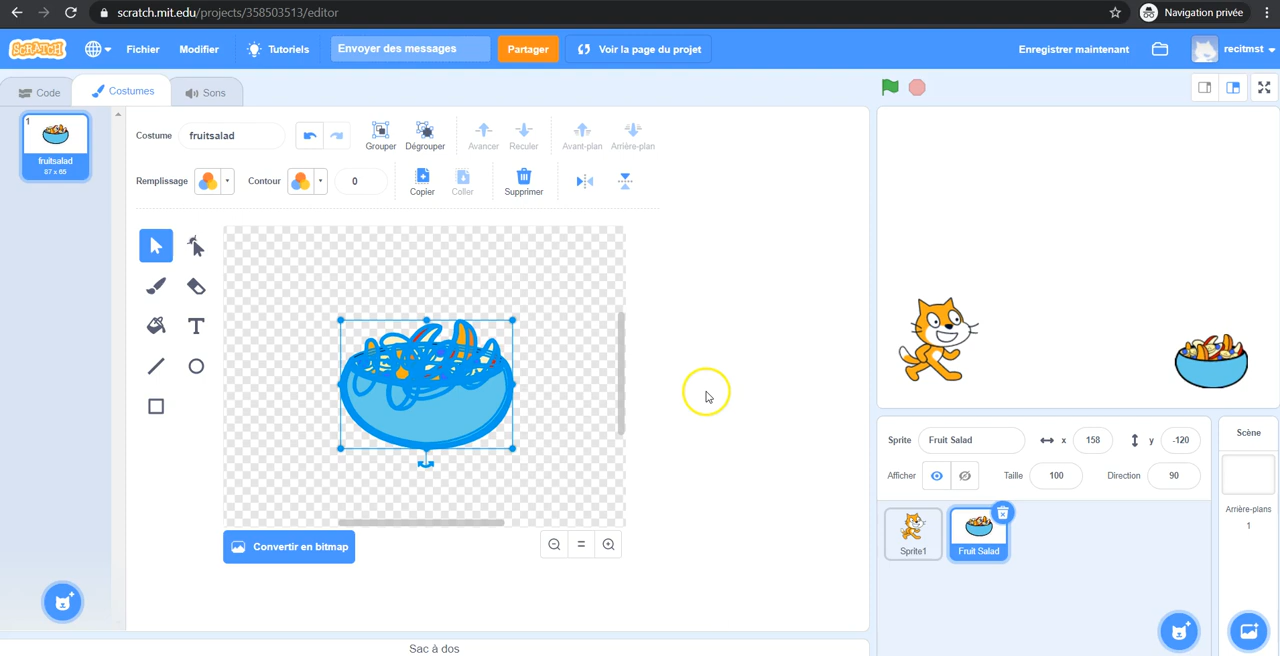 scratch.mit.edu/projects/358503513/editor
Navigation privée
SCRATCH
Fichier
Modifier
Tutoriels
Envoyer des messages
Partager
Voir la page du projet
Enregistrer maintenant
recitmst
Code
Costumes
Sons
1
fruitsalad
87 x 65
Costume
fruitsalad
Grouper
Dégrouper
Avancer
Reculer
Avant-plan
Arrière-plan
Remplissage
Contour
0
Copier
Coller
Supprimer
Convertir en bitmap
Sac à dos
Sprite
Fruit Salad
x
158
y
-120
Afficher
Taille
100
Direction
90
Sprite1
Fruit Salad
Scène
Arrière-plans
1